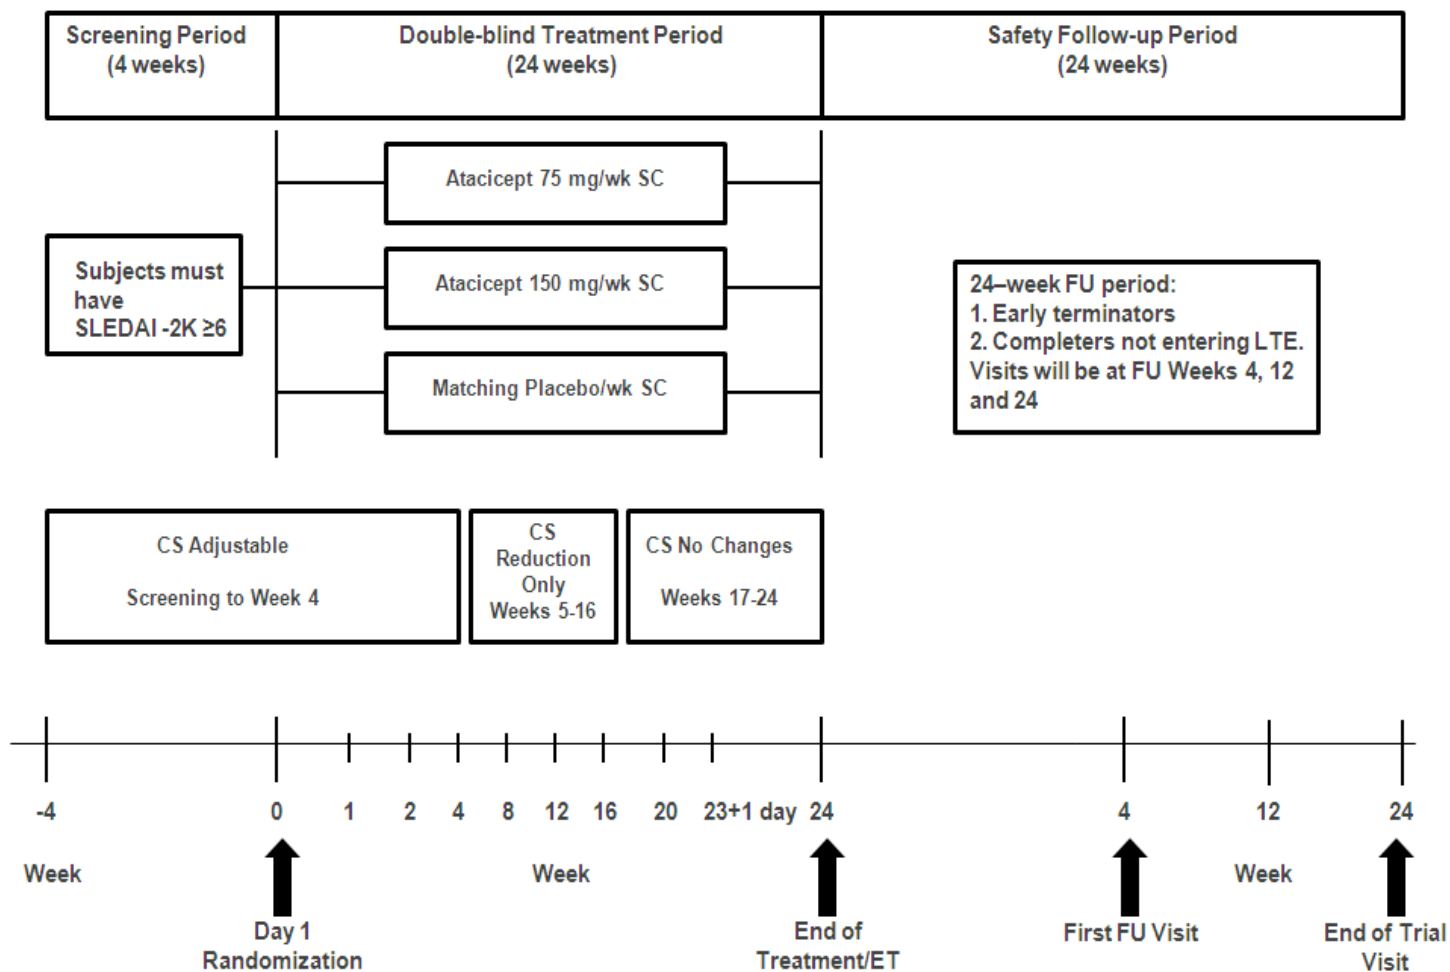 Screening Period
(4 weeks)
Double-blind Treatment Period
(24 weeks)
Safety Follow-up Period
(24 weeks)
Atacicept 75 mg/wk SC
Subjects must
have
SLEDAI -2K ≥6
Atacicept 150 mg/wk SC
Matching Placebo/wk SC
24–week FU period:
1. Early terminators
2. Completers not entering LTE.
Visits will be at FU Weeks 4, 12
and 24
CS Adjustable
Screening to Week 4
CS
Reduction
Only
Weeks 5-16
CS No Changes
Weeks 17-24
-4 0 1 2 4 8 12 16 20 23+1 day 24 4 12 24
Week Week Week
Day 1
Randomization
End of
Treatment/ET
First FU Visit
End of Trial
Visit